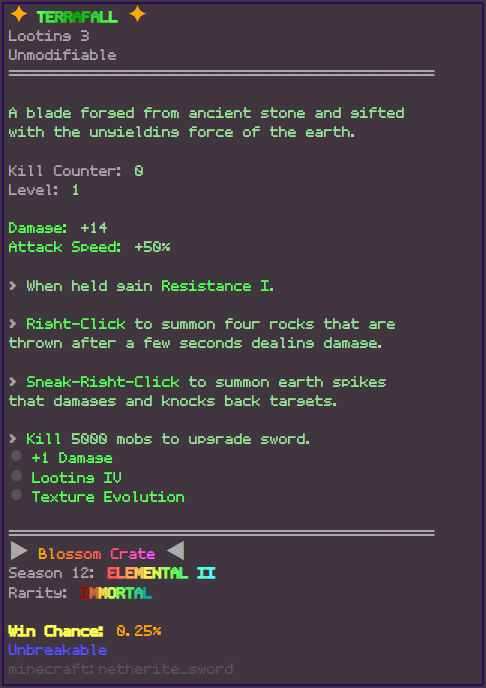 ✦ TERRAFALL ✦
Looting 3
Unmodifiable
A blade forged from ancient stone and gifted
with the unyielding force of the earth.
Kill Counter: 0
Level: 1
Damage: +14
Attack Speed: +50%
> When held gain Resistance I.
> Right-Click to summon four rocks that are
thrown after a few seconds dealing damage.
> Sneak-Right-Click to summon earth spikes
that damages and knocks back targets.
> Kill 5000 mobs to upgrade sword.
● +1 Damage
● Looting IV
● Texture Evolution
▶ Blossom Crate ◀
Season 12: ELEMENTAL II
Rarity: IMMORTAL
Win Chance: 0.25%
Unbreakable
minecraft:netherite_sword